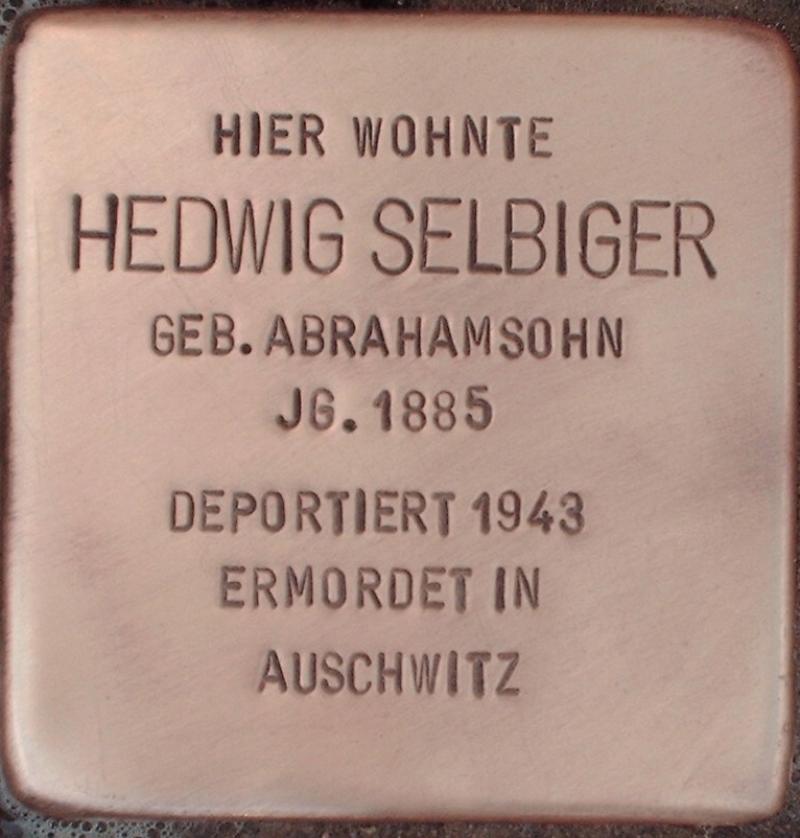 HIER WOHNTE
HEDWIG SELBIGER
GEB. ABRAHAMSOHN
JG. 1885
DEPORTIERT 1943
ERMORDET IN
AUSCHWITZ